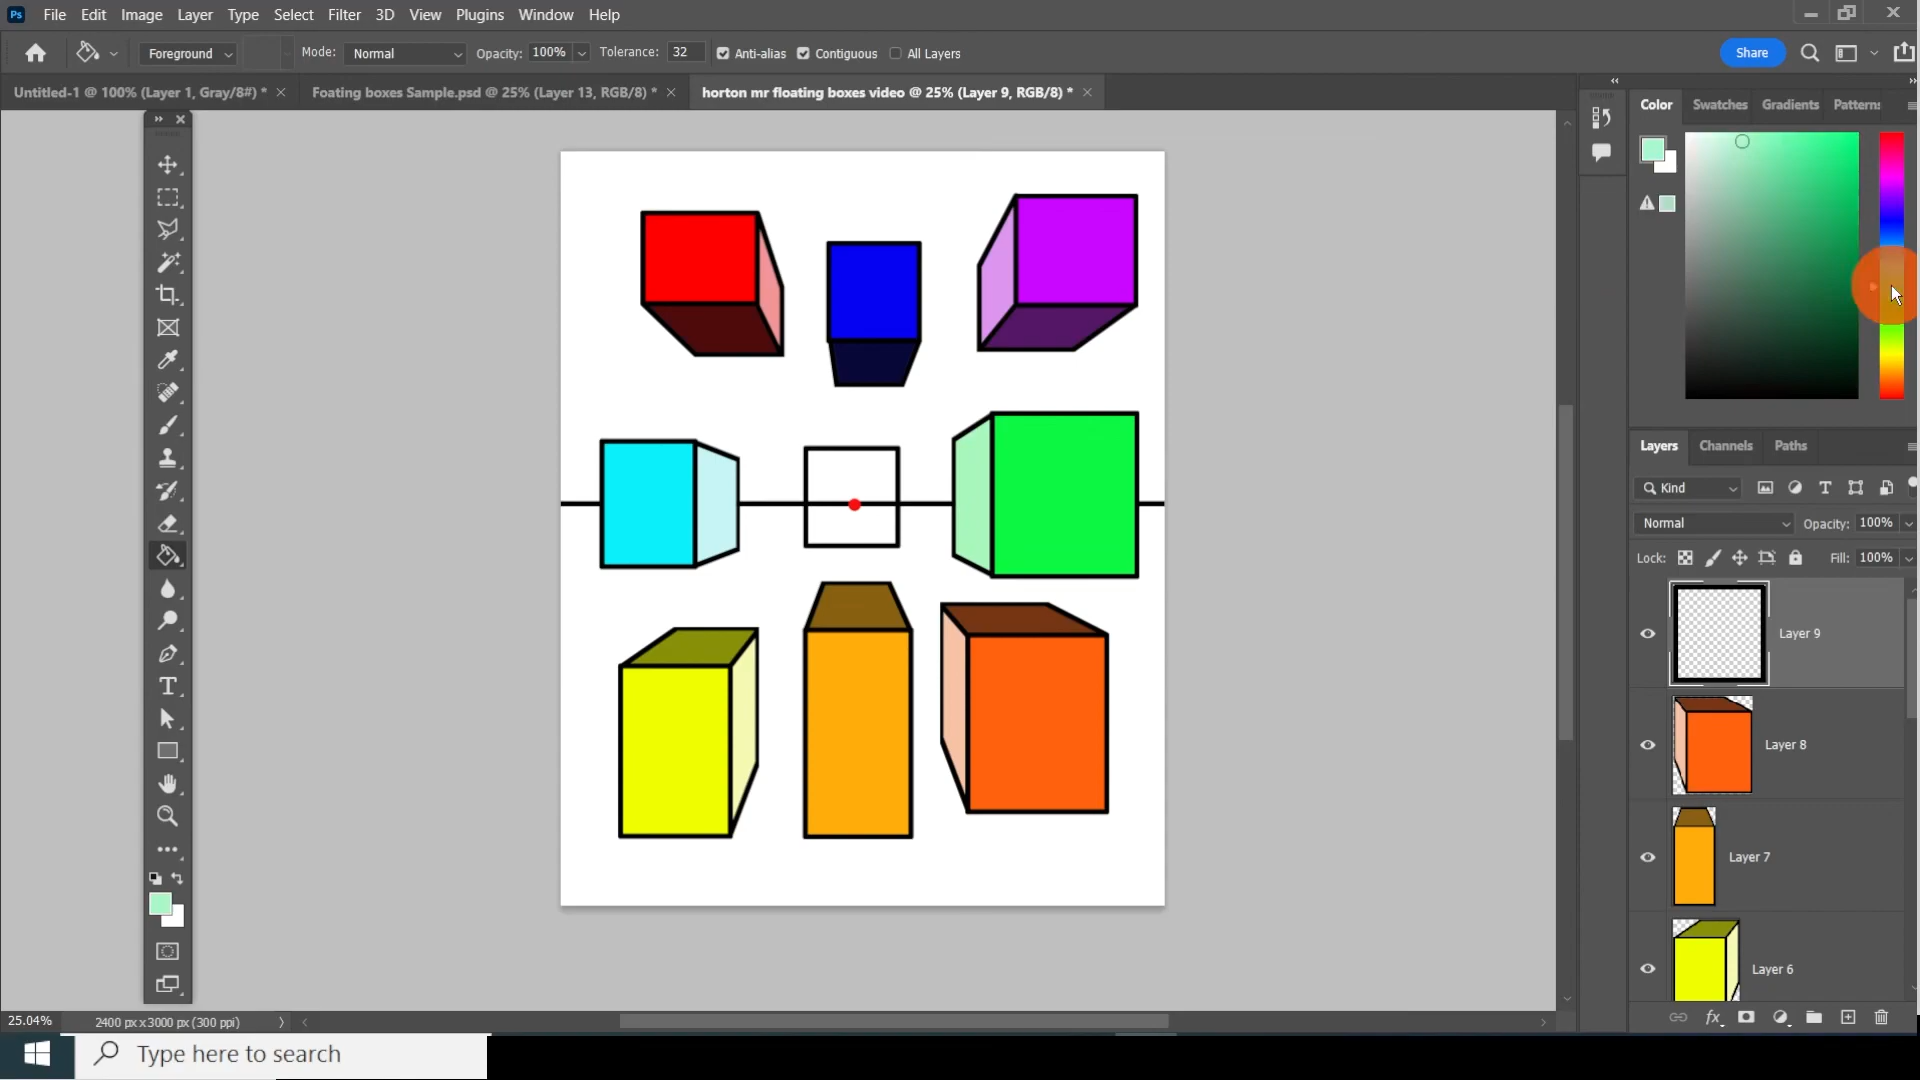 Ps File Edit Image Layer Type Select Filter 3D View Plugins Window Help
Foreground Mode: Normal Opacity: 100% Tolerance: 32 Anti-alias Contiguous All Layers Share
Untitled-1 @ 100% (Layer 1, Gray/8#) * Foating boxes Sample.psd @ 25% (Layer 13, RGB/8) * horton mr floating boxes video @ 25% (Layer 9, RGB/8) *
Color Swatches Gradients Patterns
Layers Channels Paths
Kind
Normal Opacity: 100%
Lock: Fill: 100%
Layer 9
Layer 8
Layer 7
Layer 6
fx
25.04% 2400 px x 3000 px (300 ppi)
Type here to search